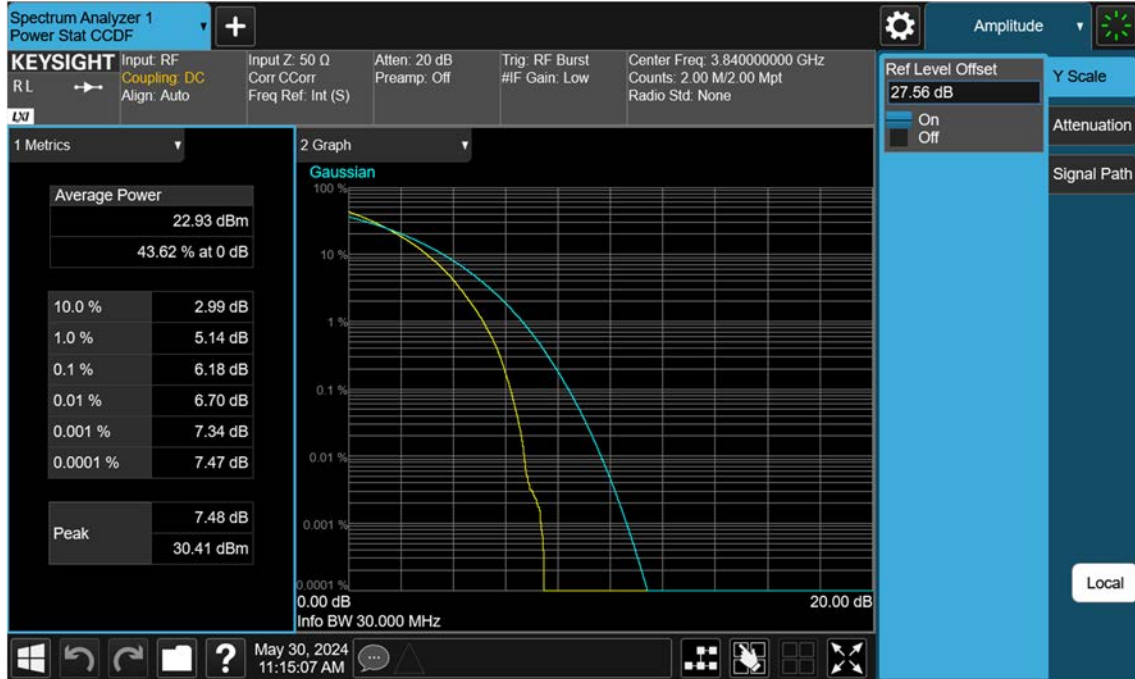 Spectrum Analyzer 1
Power Stat CCDF
Amplitude
KEYSIGHT
R L
LXI
Input: RF
Coupling: DC
Align: Auto
Input Z: 50 Ω
Corr CCorr
Freq Ref: Int (S)
Atten: 20 dB
Preamp: Off
Trig: RF Burst
#IF Gain: Low
Center Freq: 3.840000000 GHz
Counts: 2.00 M/2.00 Mpt
Radio Std: None
Ref Level Offset
27.56 dB
On
Off
Y Scale
Attenuation
Signal Path
Local
1 Metrics
Average Power
22.93 dBm
43.62 % at 0 dB
10.0 % 2.99 dB
1.0 % 5.14 dB
0.1 % 6.18 dB
0.01 % 6.70 dB
0.001 % 7.34 dB
0.0001 % 7.47 dB
Peak 7.48 dB
30.41 dBm
2 Graph
Gaussian
100 %
10 %
1 %
0.1 %
0.01 %
0.001 %
0.0001 %
0.00 dB 20.00 dB
Info BW 30.000 MHz
? May 30, 2024
11:15:07 AM